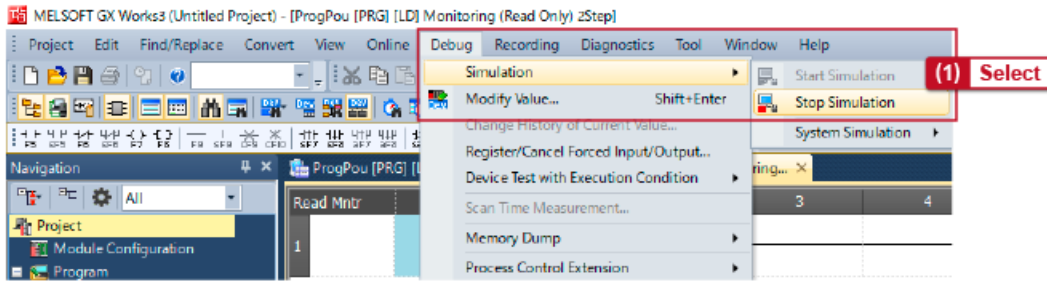 MELSOFT GX Works3 (Untitled Project) - [ProgPou [PRG] [LD] Monitoring (Read Only) 2Step]
Project Edit Find/Replace Convert View Online Debug Recording Diagnostics Tool Window Help
Simulation
Start Simulation
(1) Select
Modify Value... Shift+Enter
Stop Simulation
Change History of Current Value...
System Simulation
Register/Cancel Forced Input/Output...
Navigation
ProgPou [PRG] [
ring...
Device Test with Execution Condition
All
Read Mntr
Scan Time Measurement...
3 4
Project
Module Configuration
1
Memory Dump
Program
Process Control Extension